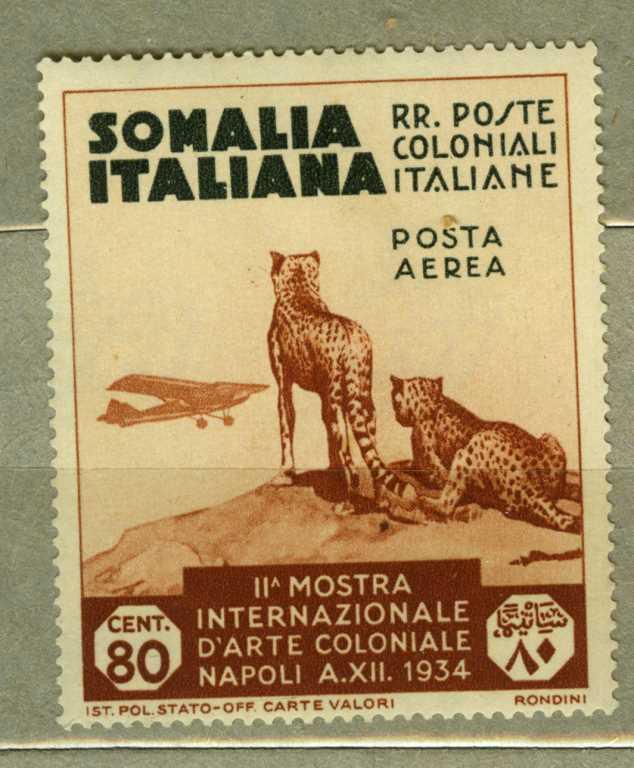 SOMALIA
ITALIANA
RR. POSTE
COLONIALI
ITALIANE
POSTA
AEREA
IIᴬ MOSTRA
INTERNAZIONALE
D'ARTE COLONIALE
NAPOLI A.XII. 1934
CENT.
80
٨٠
IST. POL. STATO-OFF. CARTE VALORI
RONDINI